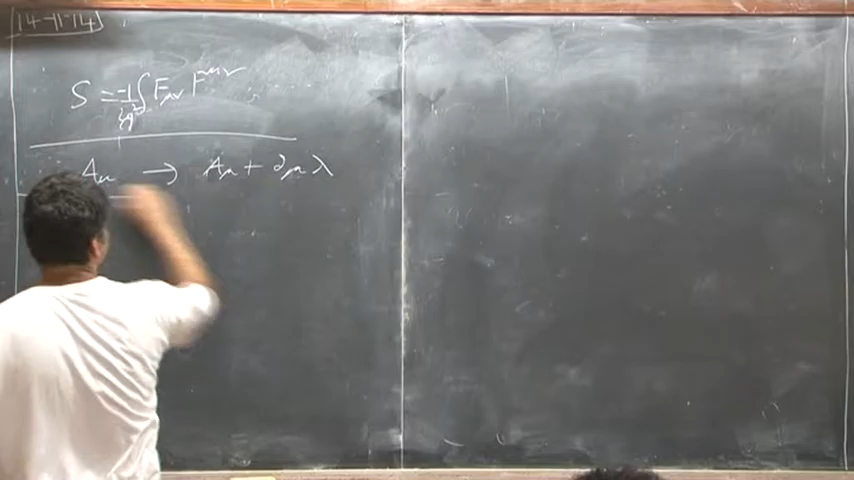 14-11-14
S = -1/4g² ∫ F_μν F^μν
A_μ → A_μ + ∂_μ λ